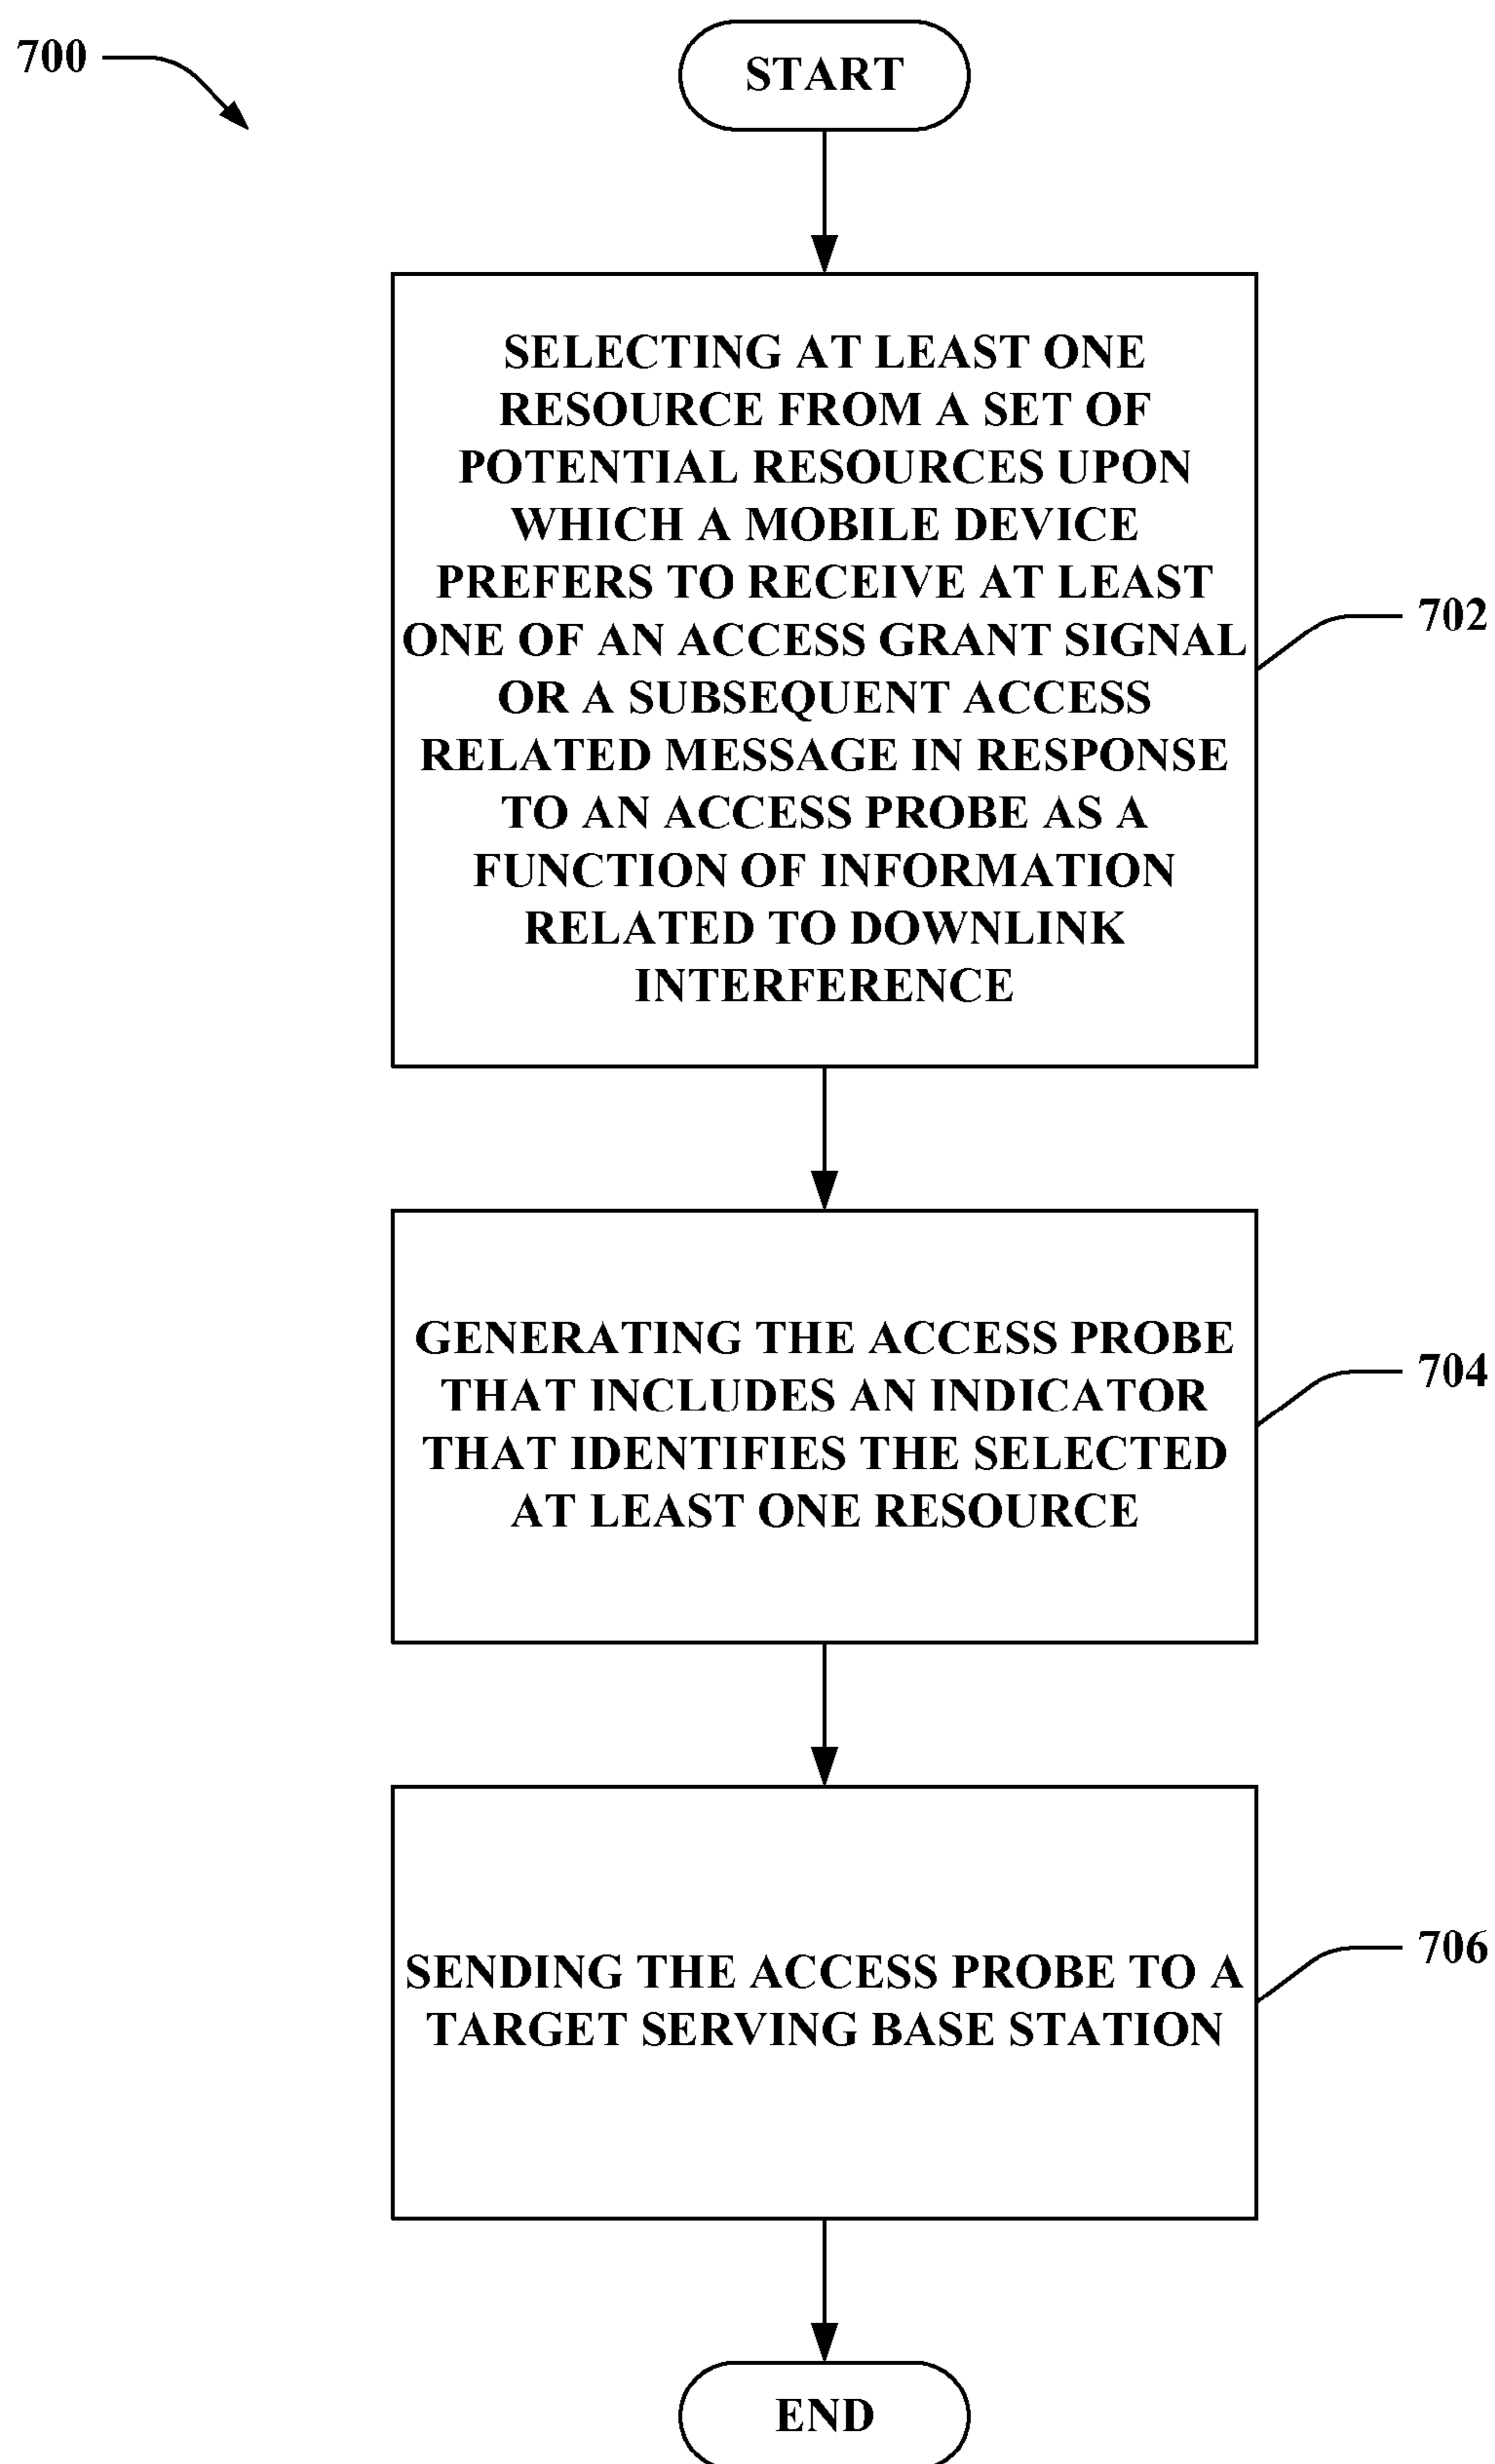 700
START
SELECTING AT LEAST ONE
RESOURCE FROM A SET OF
POTENTIAL RESOURCES UPON
WHICH A MOBILE DEVICE
PREFERS TO RECEIVE AT LEAST
ONE OF AN ACCESS GRANT SIGNAL
OR A SUBSEQUENT ACCESS
RELATED MESSAGE IN RESPONSE
TO AN ACCESS PROBE AS A
FUNCTION OF INFORMATION
RELATED TO DOWNLINK
INTERFERENCE
702
GENERATING THE ACCESS PROBE
THAT INCLUDES AN INDICATOR
THAT IDENTIFIES THE SELECTED
AT LEAST ONE RESOURCE
704
SENDING THE ACCESS PROBE TO A
TARGET SERVING BASE STATION
706
END